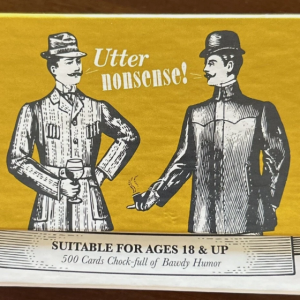 Utter
nonsense!
SUITABLE FOR AGES 18 & UP
500 Cards Chock-full of Bawdy Humor